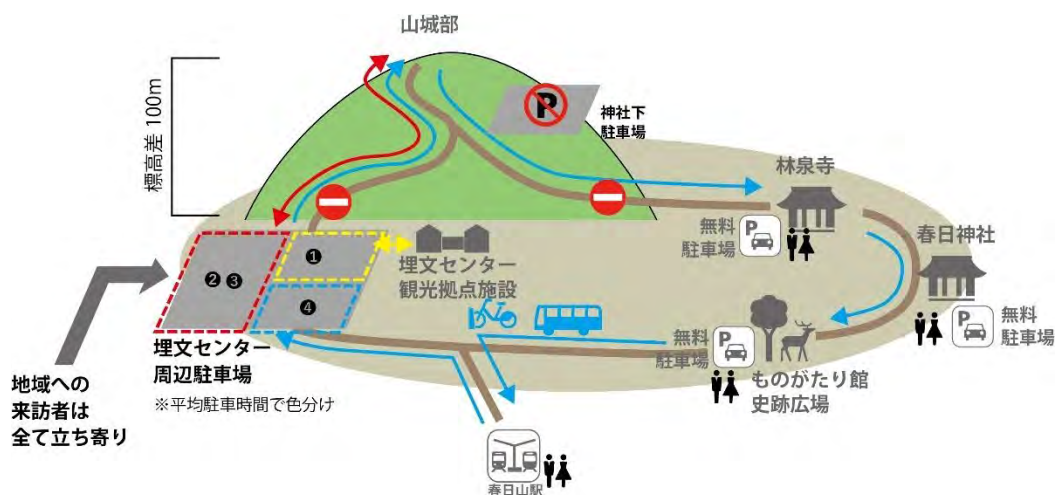 山城部
標高差 100m
P
神社下
駐車場
林泉寺
無料
駐車場
P
春日神社
❶
❷❸
❹
埋文センター
観光拠点施設
無料
駐車場
P
P
無料
駐車場
埋文センター
周辺駐車場
※平均駐車時間で色分け
ものがたり館
史跡広場
地域への
来訪者は
全て立ち寄り
春日山駅